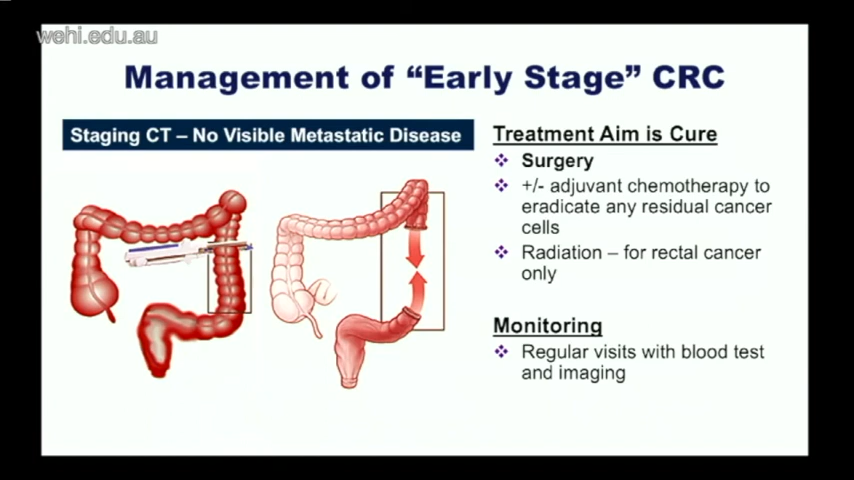 wehi.edu.au
Management of “Early Stage” CRC
Staging CT – No Visible Metastatic Disease
Treatment Aim is Cure
❖ Surgery
❖ +/- adjuvant chemotherapy to
eradicate any residual cancer
cells
❖ Radiation – for rectal cancer
only
Monitoring
❖ Regular visits with blood test
and imaging